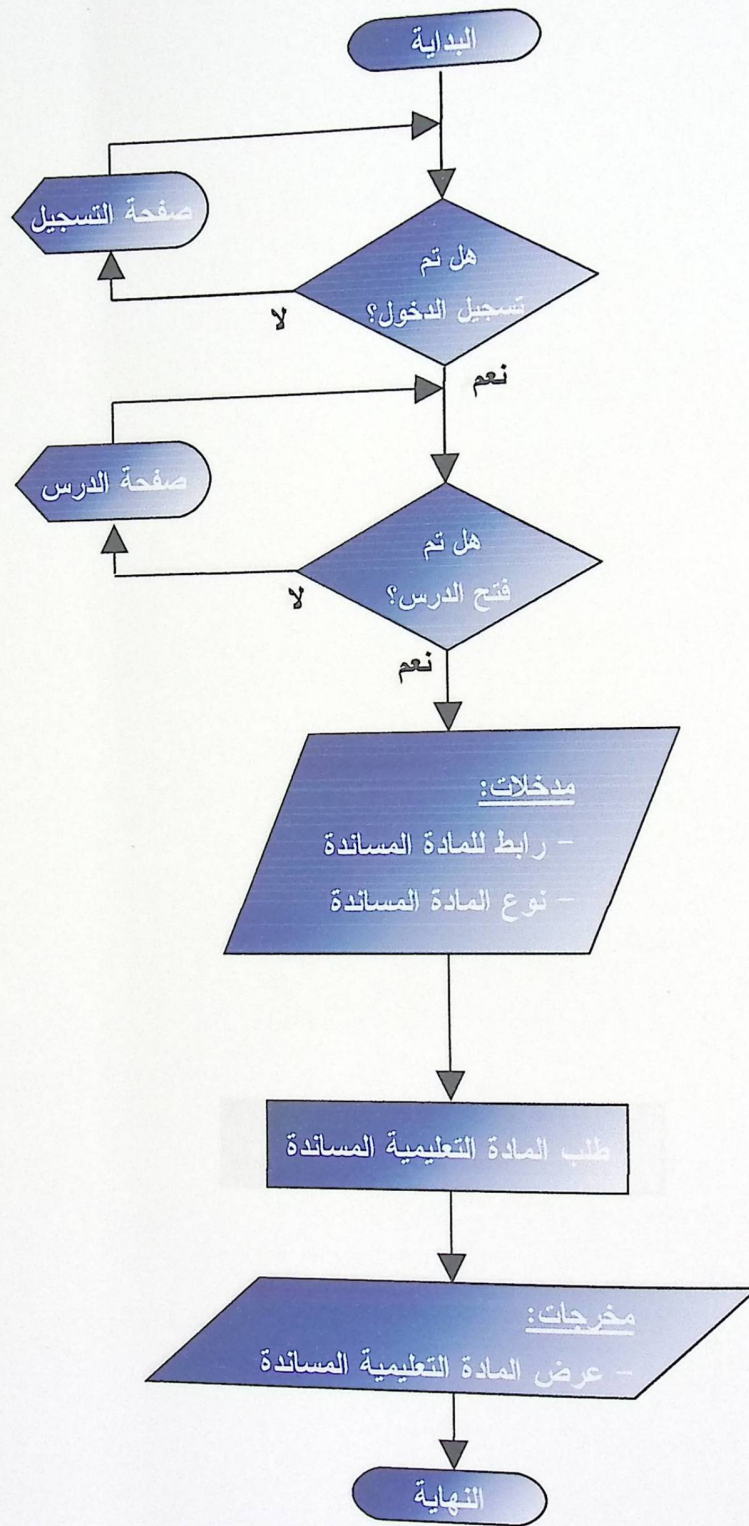 البداية
صفحة التسجيل
هل تم
تسجيل الدخول؟
لا
نعم
صفحة الدرس
هل تم
فتح الدرس؟
لا
نعم
مدخلات:
- رابط للمادة المساندة
- نوع المادة المساندة
طلب المادة التعليمية المساندة
مخرجات:
- عرض المادة التعليمية المساندة
النهاية